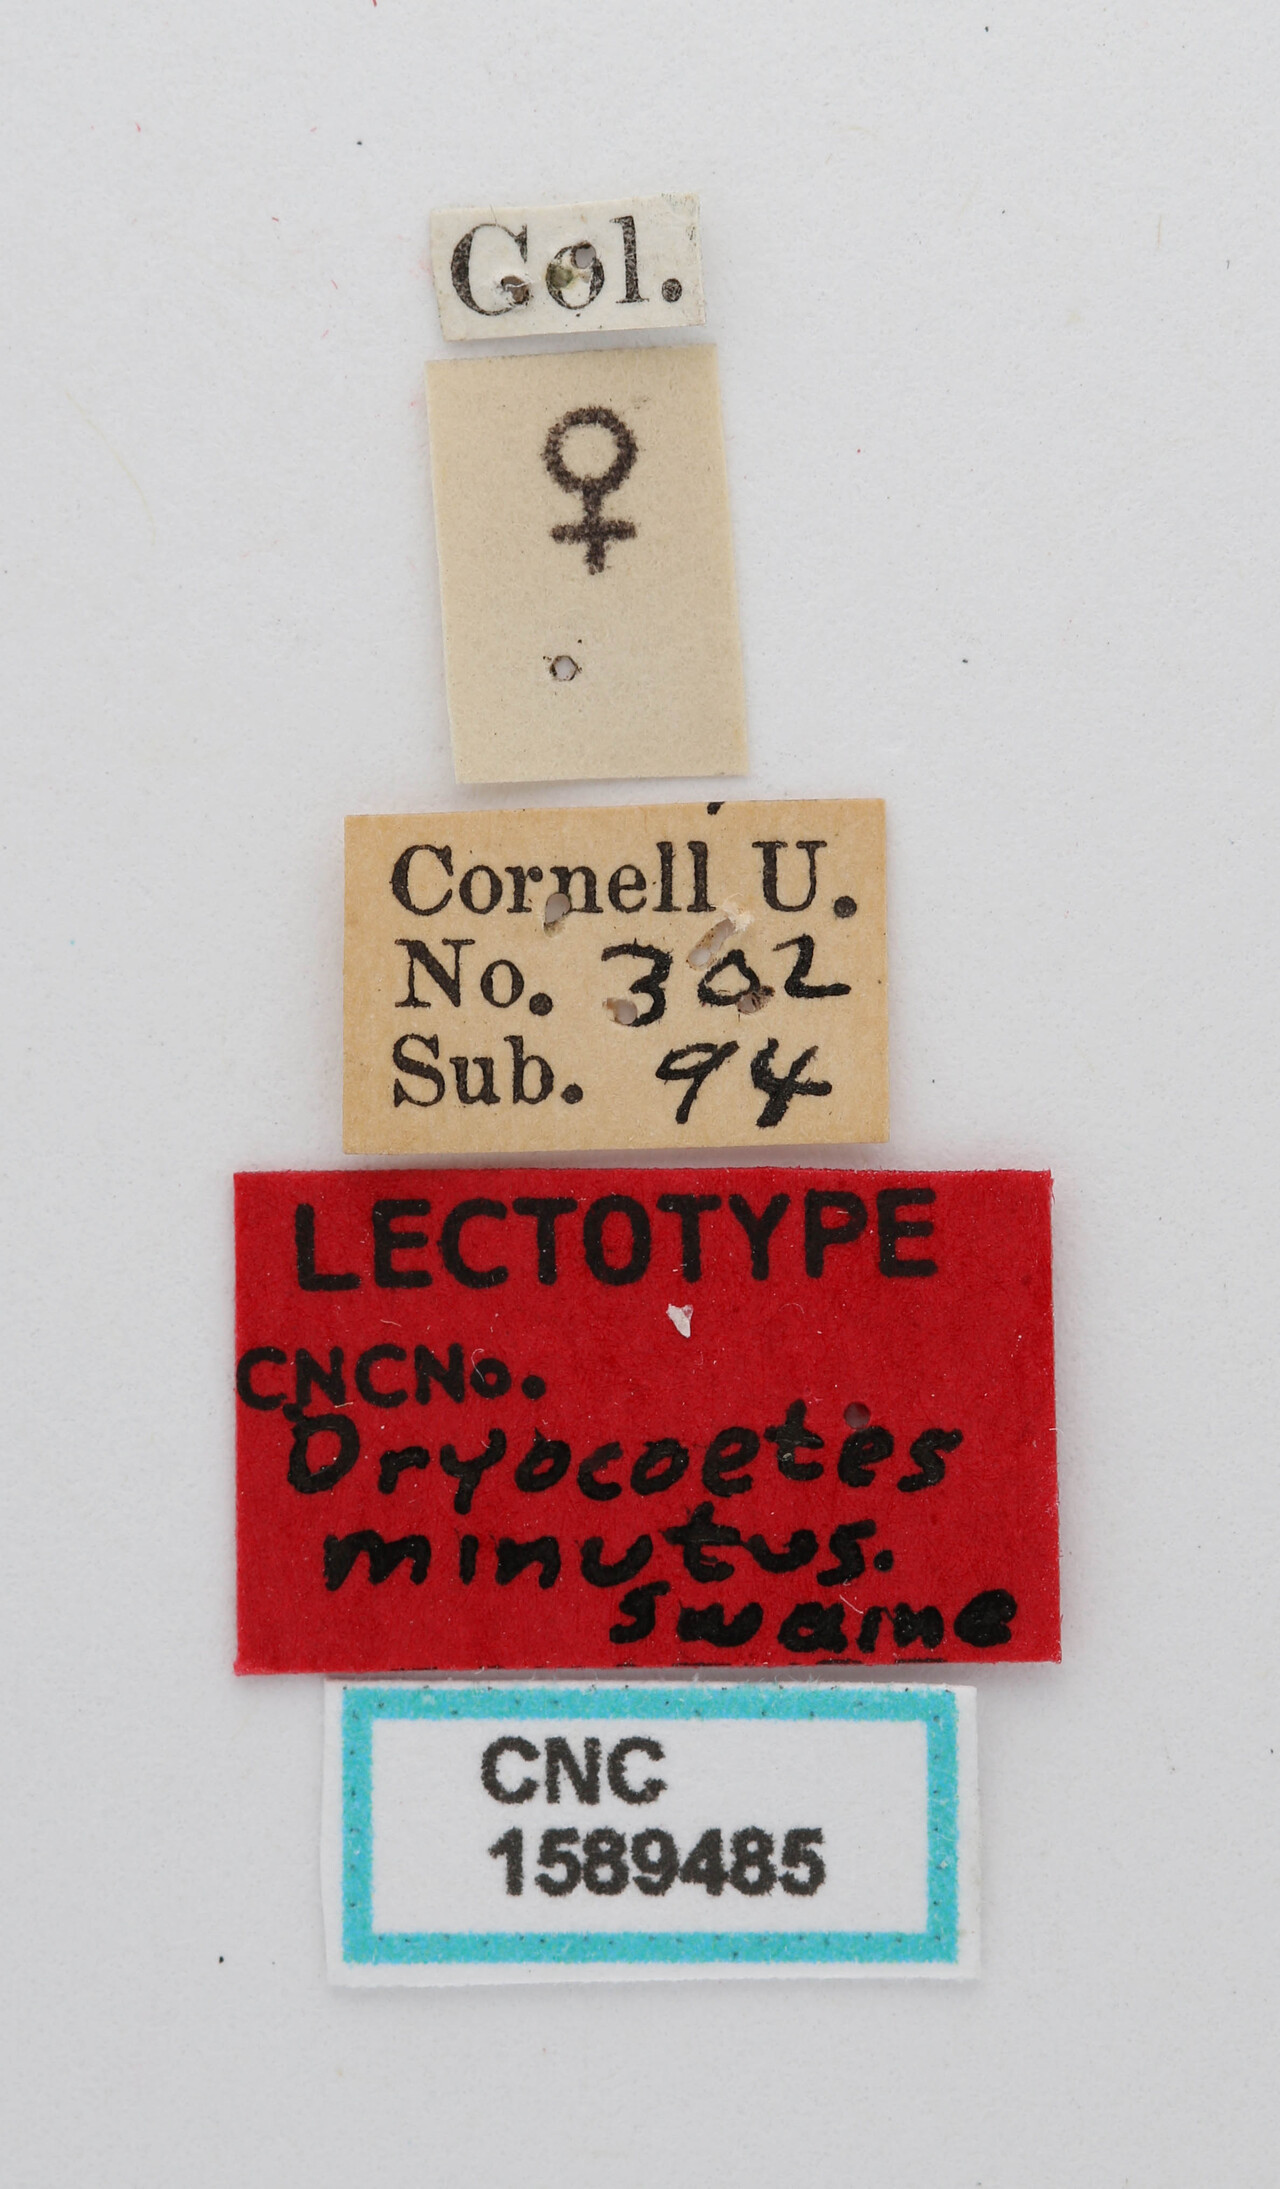 Col.
♀
Cornell U.
No. 302
Sub. 94
LECTOTYPE
CNCNo.
Dryocoetes
minutus.
Swaine
CNC
1589485